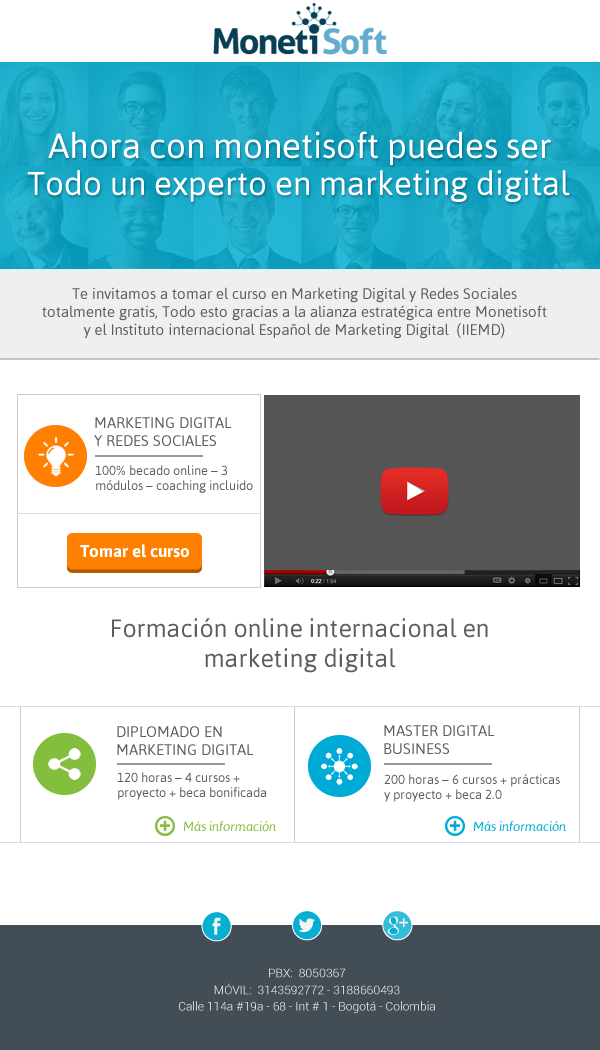 MonetiSoft
Ahora con monetisoft puedes ser
Todo un experto en marketing digital
Te invitamos a tomar el curso en Marketing Digital y Redes Sociales
totalmente gratis, Todo esto gracias a la alianza estratégica entre Monetisoft
y el Instituto internacional Español de Marketing Digital (IIEMD)
MARKETING DIGITAL
Y REDES SOCIALES
100% becado online – 3
módulos – coaching incluido
Tomar el curso
0:22 / 1:54
Formación online internacional en
marketing digital
DIPLOMADO EN
MARKETING DIGITAL
120 horas – 4 cursos +
proyecto + beca bonificada
Más información
MASTER DIGITAL
BUSINESS
200 horas – 6 cursos + prácticas
y proyecto + beca 2.0
Más información
PBX: 8050367
MÓVIL: 3143592772 - 3188660493
Calle 114a #19a - 68 - Int # 1 - Bogotá - Colombia